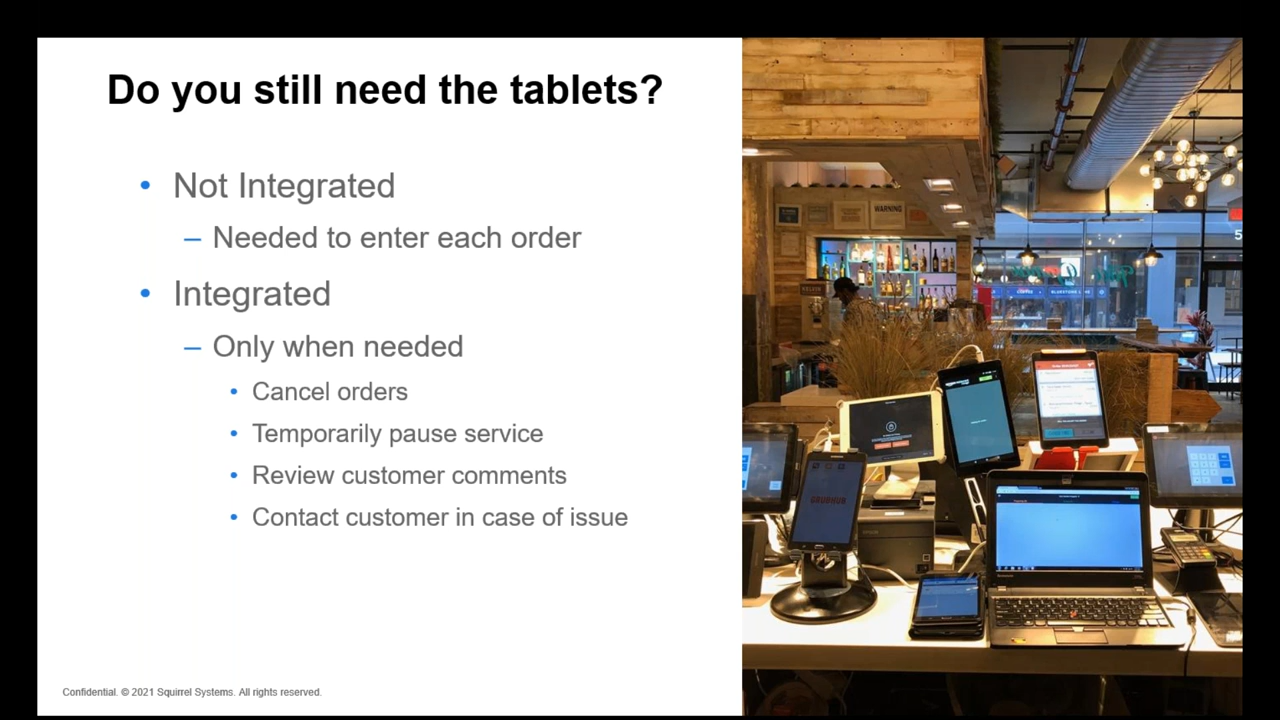 Do you still need the tablets?
• Not Integrated
– Needed to enter each order
• Integrated
– Only when needed
• Cancel orders
• Temporarily pause service
• Review customer comments
• Contact customer in case of issue
Confidential. © 2021 Squirrel Systems. All rights reserved.
WARNING
GRUBHUB